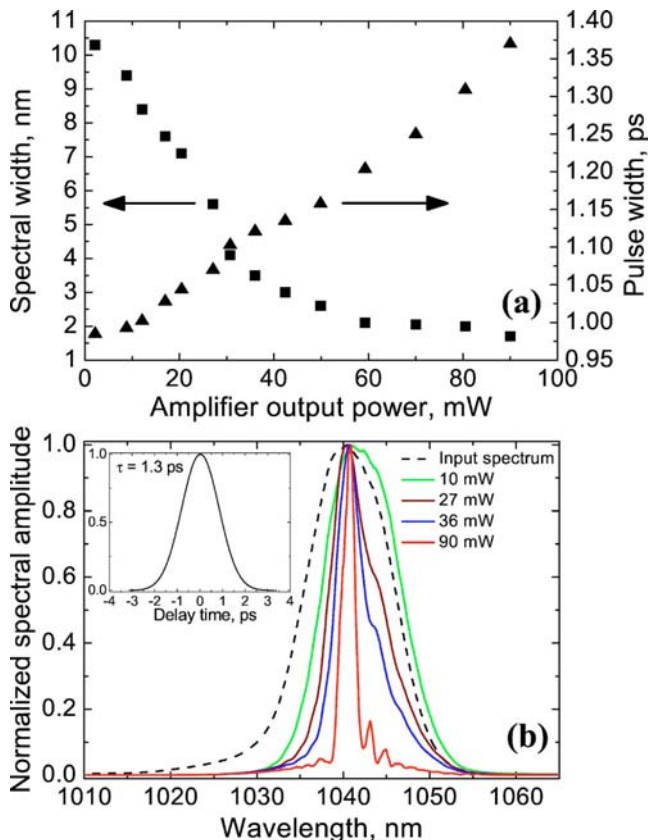 (a)
11
10
9
8
7
6
5
4
3
2
1
Spectral width, nm
1.40
1.35
1.30
1.25
1.20
1.15
1.10
1.05
1.00
0.95
Pulse width, ps
0 20 40 60 80 100
Amplifier output power, mW
(b)
1.0
0.8
0.6
0.4
0.2
0.0
Normalized spectral amplitude
τ = 1.3 ps
1.0
0.5
0.0
-4 -3 -2 -1 0 1 2 3 4
Delay time, ps
Input spectrum
10 mW
27 mW
36 mW
90 mW
1010 1020 1030 1040 1050 1060
Wavelength, nm